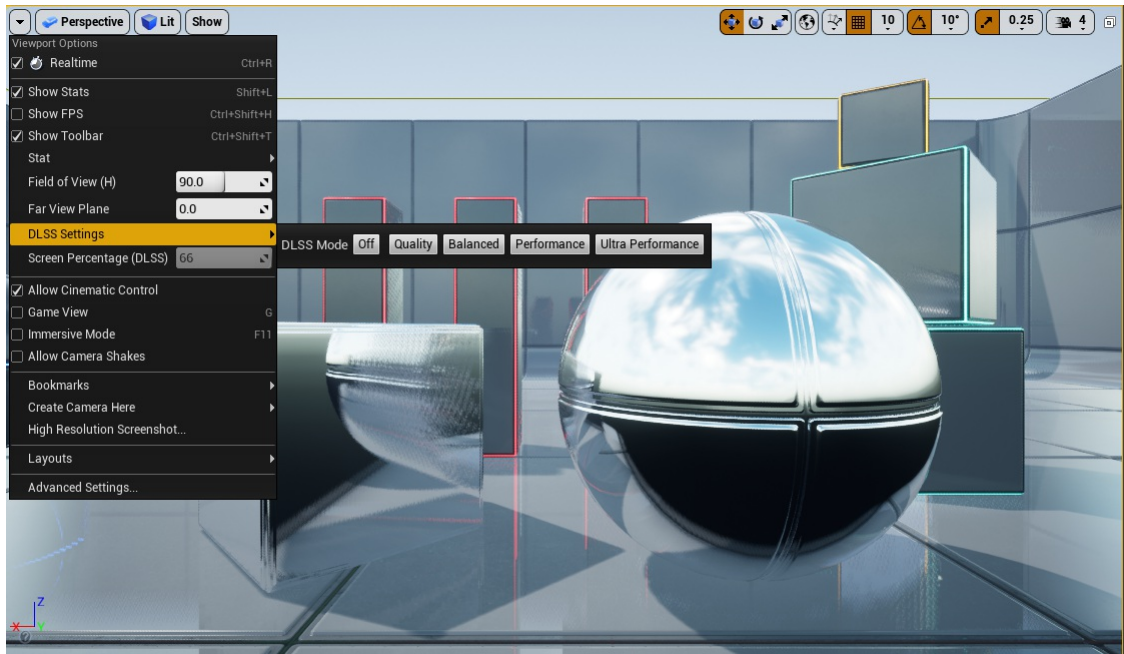 Perspective Lit Show 10 10° 0.25 4
Viewport Options
Realtime Ctrl+R
Show Stats Shift+L
Show FPS Ctrl+Shift+H
Show Toolbar Ctrl+Shift+T
Stat
Field of View (H) 90.0
Far View Plane 0.0
DLSS Settings
DLSS Mode Off Quality Balanced Performance Ultra Performance
Screen Percentage (DLSS) 66
Allow Cinematic Control
Game View G
Immersive Mode F11
Allow Camera Shakes
Bookmarks
Create Camera Here
High Resolution Screenshot...
Layouts
Advanced Settings...
Z
X Y
?